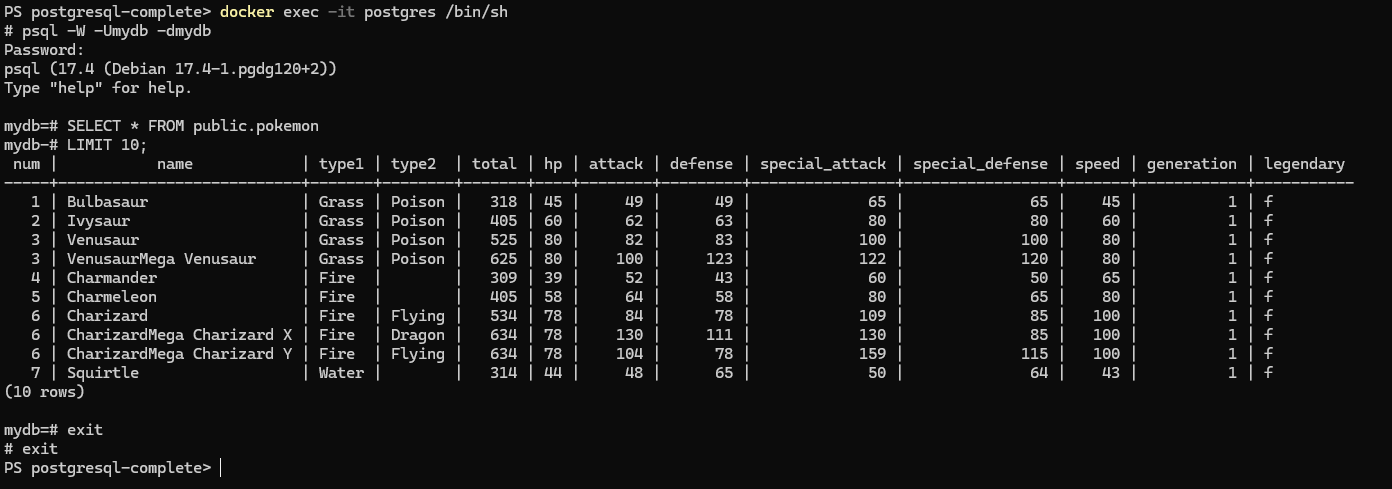 PS postgresql-complete> docker exec -it postgres /bin/sh
# psql -W -Umydb -dmydb
Password:
psql (17.4 (Debian 17.4-1.pgdg120+2))
Type "help" for help.

mydb=# SELECT * FROM public.pokemon
mydb-# LIMIT 10;
 num |           name            | type1 | type2  | total | hp | attack | defense | special_attack | special_defense | speed | generation | legendary
-----+---------------------------+-------+--------+-------+----+--------+---------+----------------+-----------------+-------+------------+-----------
   1 | Bulbasaur                 | Grass | Poison |   318 | 45 |     49 |      49 |             65 |              65 |    45 |          1 | f
   2 | Ivysaur                   | Grass | Poison |   405 | 60 |     62 |      63 |             80 |              80 |    60 |          1 | f
   3 | Venusaur                  | Grass | Poison |   525 | 80 |     82 |      83 |            100 |             100 |    80 |          1 | f
   3 | VenusaurMega Venusaur     | Grass | Poison |   625 | 80 |    100 |     123 |            122 |             120 |    80 |          1 | f
   4 | Charmander                | Fire  |        |   309 | 39 |     52 |      43 |             60 |              50 |    65 |          1 | f
   5 | Charmeleon                | Fire  |        |   405 | 58 |     64 |      58 |             80 |              65 |    80 |          1 | f
   6 | Charizard                 | Fire  | Flying |   534 | 78 |     84 |      78 |            109 |              85 |   100 |          1 | f
   6 | CharizardMega Charizard X | Fire  | Dragon |   634 | 78 |    130 |     111 |            130 |              85 |   100 |          1 | f
   6 | CharizardMega Charizard Y | Fire  | Flying |   634 | 78 |    104 |      78 |            159 |             115 |   100 |          1 | f
   7 | Squirtle                  | Water |        |   314 | 44 |     48 |      65 |             50 |              64 |    43 |          1 | f
(10 rows)

mydb=# exit
# exit
PS postgresql-complete>